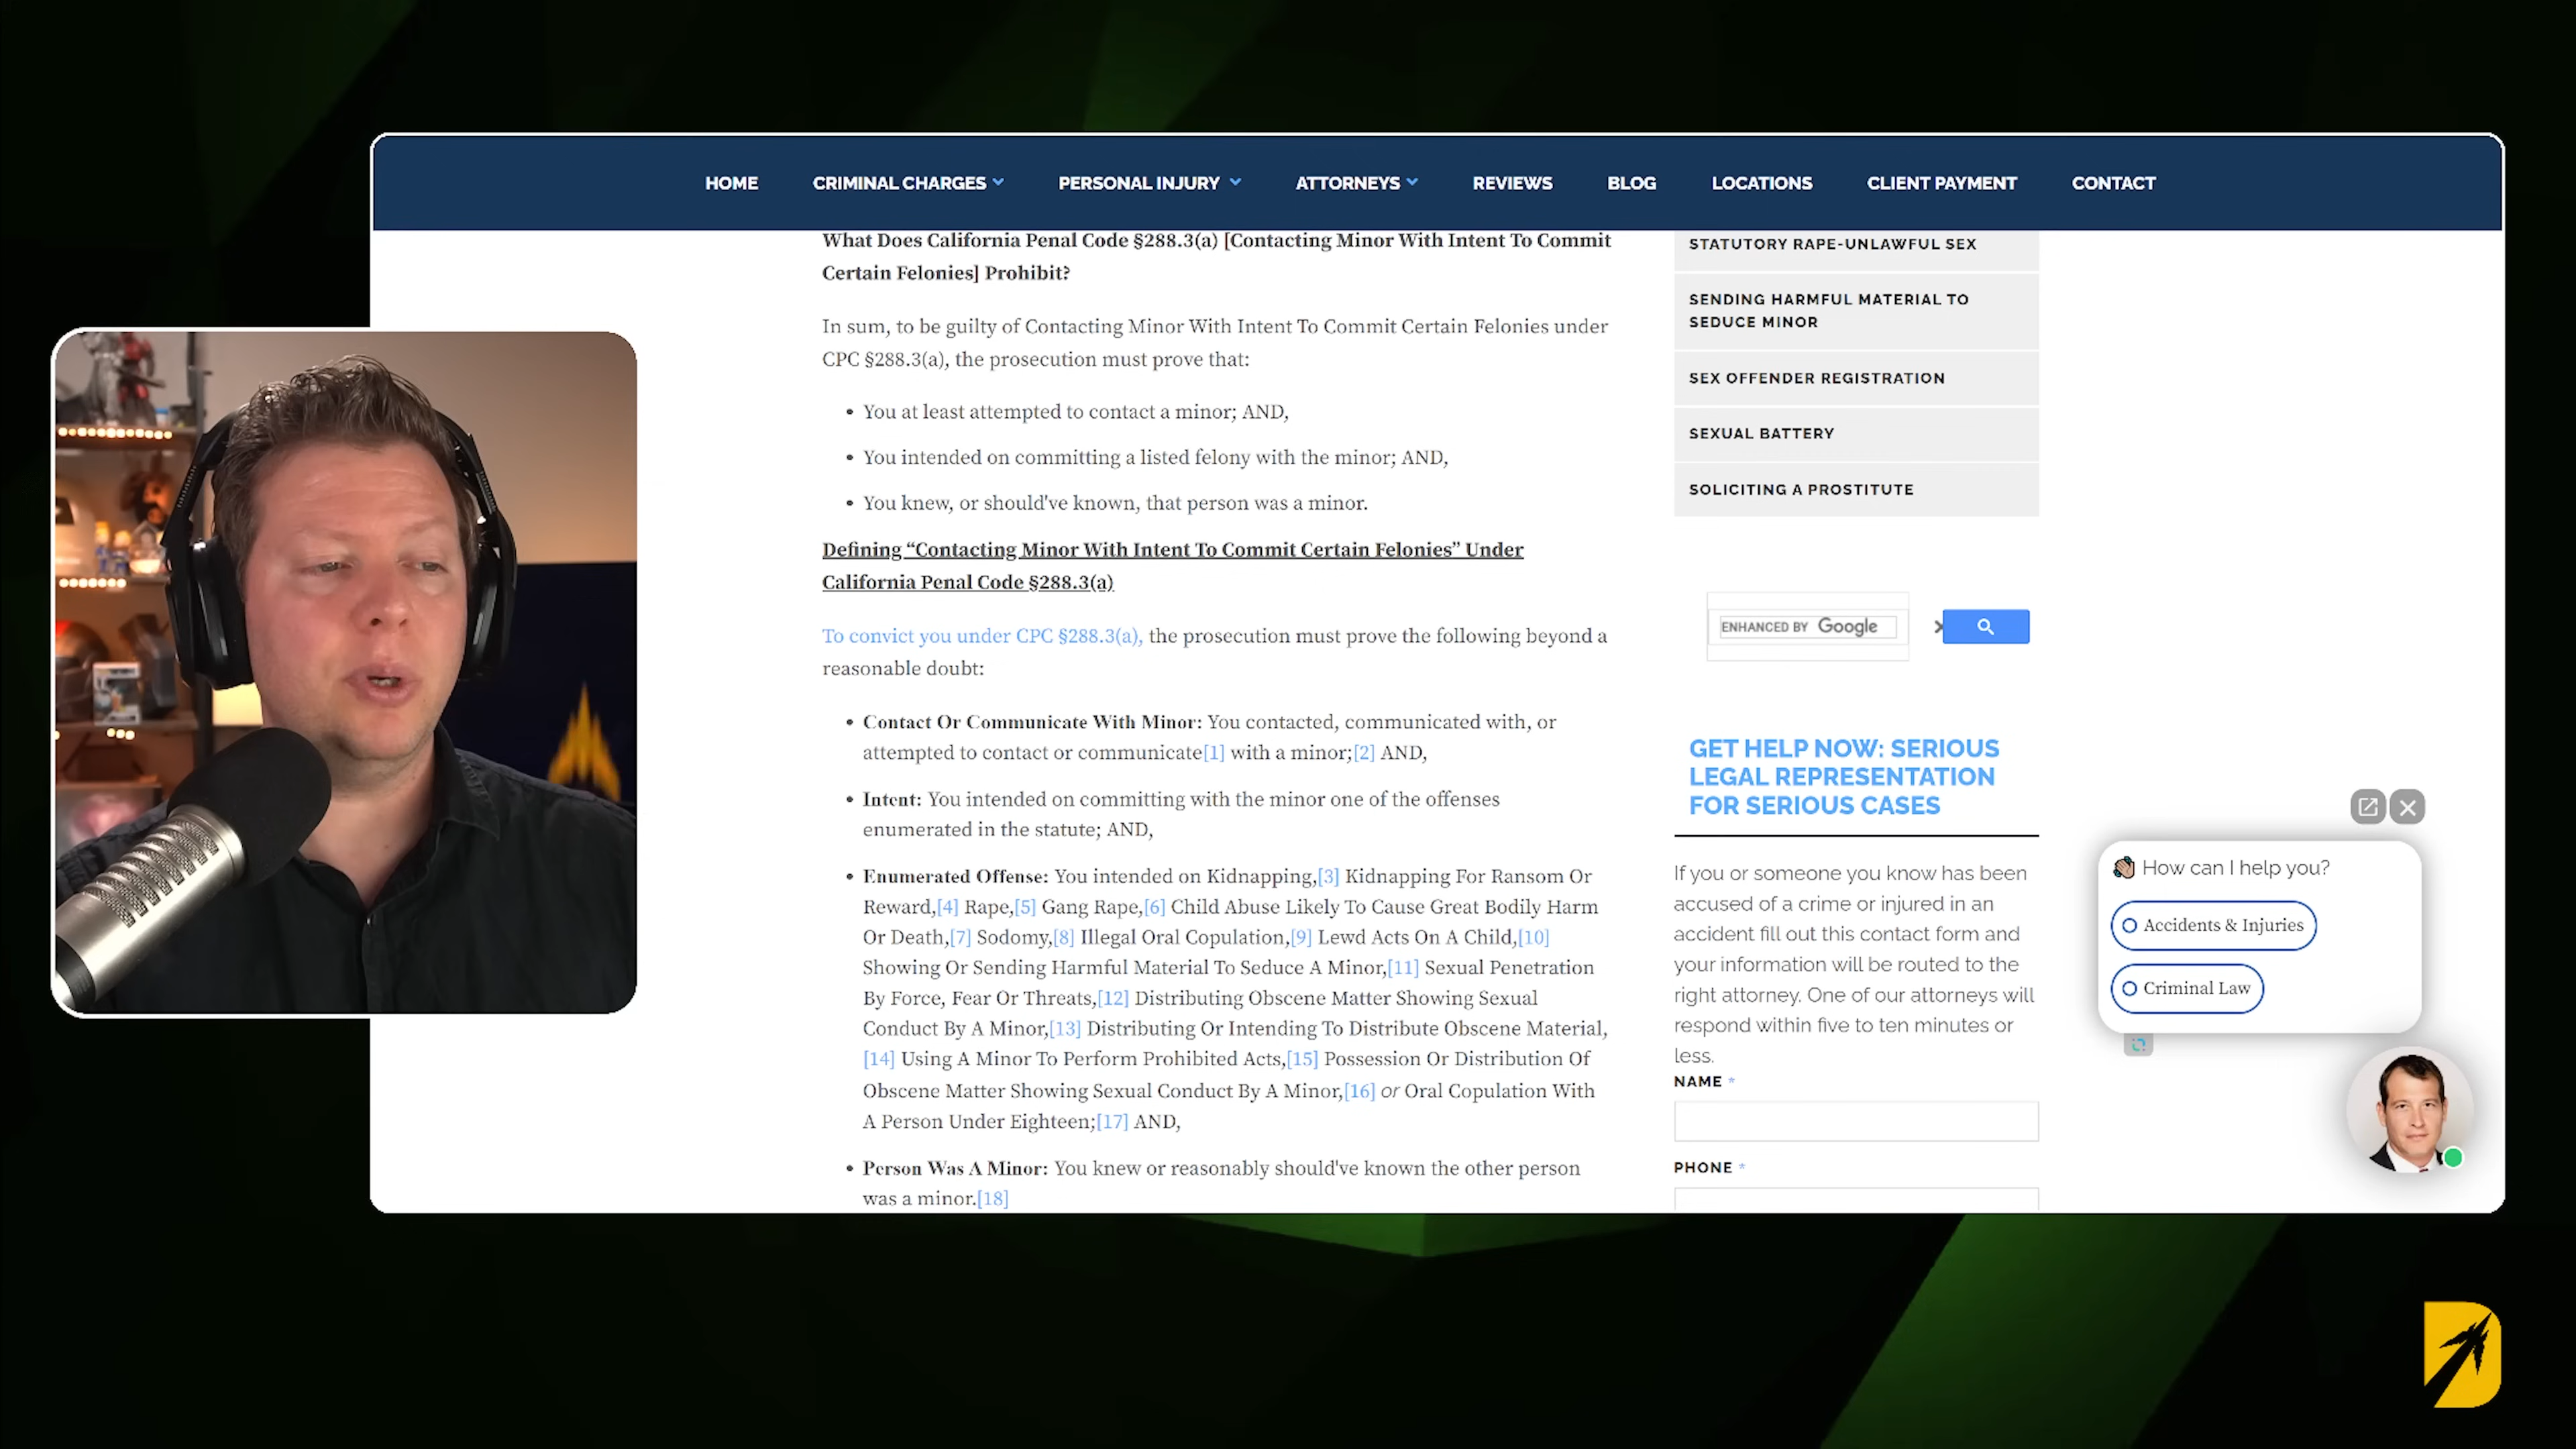 HOME
CRIMINAL CHARGES
PERSONAL INJURY
ATTORNEYS
REVIEWS
BLOG
LOCATIONS
CLIENT PAYMENT
CONTACT
What Does California Penal Code §288.3(a) [Contacting Minor With Intent To Commit
Certain Felonies] Prohibit?
In sum, to be guilty of Contacting Minor With Intent To Commit Certain Felonies under
CPC §288.3(a), the prosecution must prove that:
• You at least attempted to contact a minor; AND,
• You intended on committing a listed felony with the minor; AND,
• You knew, or should've known, that person was a minor.
Defining “Contacting Minor With Intent To Commit Certain Felonies” Under
California Penal Code §288.3(a)
To convict you under CPC §288.3(a), the prosecution must prove the following beyond a
reasonable doubt:
• Contact Or Communicate With Minor: You contacted, communicated with, or
attempted to contact or communicate[1] with a minor;[2] AND,
• Intent: You intended on committing with the minor one of the offenses
enumerated in the statute; AND,
• Enumerated Offense: You intended on Kidnapping,[3] Kidnapping For Ransom Or
Reward,[4] Rape,[5] Gang Rape,[6] Child Abuse Likely To Cause Great Bodily Harm
Or Death,[7] Sodomy,[8] Illegal Oral Copulation,[9] Lewd Acts On A Child,[10]
Showing Or Sending Harmful Material To Seduce A Minor,[11] Sexual Penetration
By Force, Fear Or Threats,[12] Distributing Obscene Matter Showing Sexual
Conduct By A Minor,[13] Distributing Or Intending To Distribute Obscene Material,
[14] Using A Minor To Perform Prohibited Acts,[15] Possession Or Distribution Of
Obscene Matter Showing Sexual Conduct By A Minor,[16] or Oral Copulation With
A Person Under Eighteen;[17] AND,
• Person Was A Minor: You knew or reasonably should've known the other person
was a minor.[18]
STATUTORY RAPE-UNLAWFUL SEX
SENDING HARMFUL MATERIAL TO
SEDUCE MINOR
SEX OFFENDER REGISTRATION
SEXUAL BATTERY
SOLICITING A PROSTITUTE
ENHANCED BY Google
GET HELP NOW: SERIOUS
LEGAL REPRESENTATION
FOR SERIOUS CASES
If you or someone you know has been
accused of a crime or injured in an
accident fill out this contact form and
your information will be routed to the
right attorney. One of our attorneys will
respond within five to ten minutes or
less.
NAME *
PHONE *
How can I help you?
Accidents & Injuries
Criminal Law